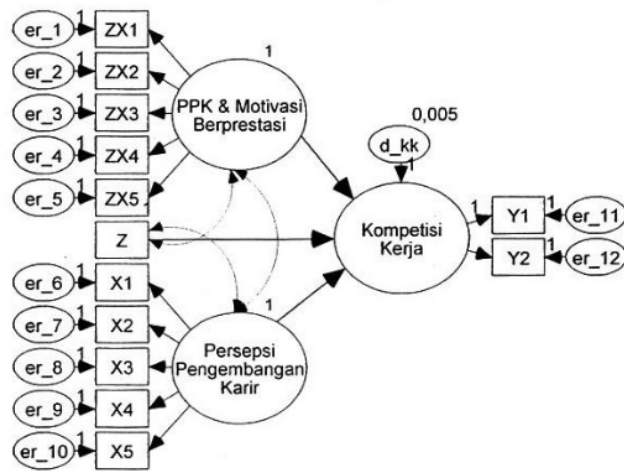 er_1 1 ZX1
er_2 1 ZX2
er_3 1 ZX3
er_4 1 ZX4
er_5 1 ZX5
1
PPK & Motivasi
Berprestasi
Z
er_6 1 X1
er_7 1 X2
er_8 1 X3
er_9 1 X4
er_10 1 X5
1
Persepsi
Pengembangan
Karir
0,005
d_kk
1
Kompetisi
Kerja
1 Y1 1 er_11
Y2 1 er_12